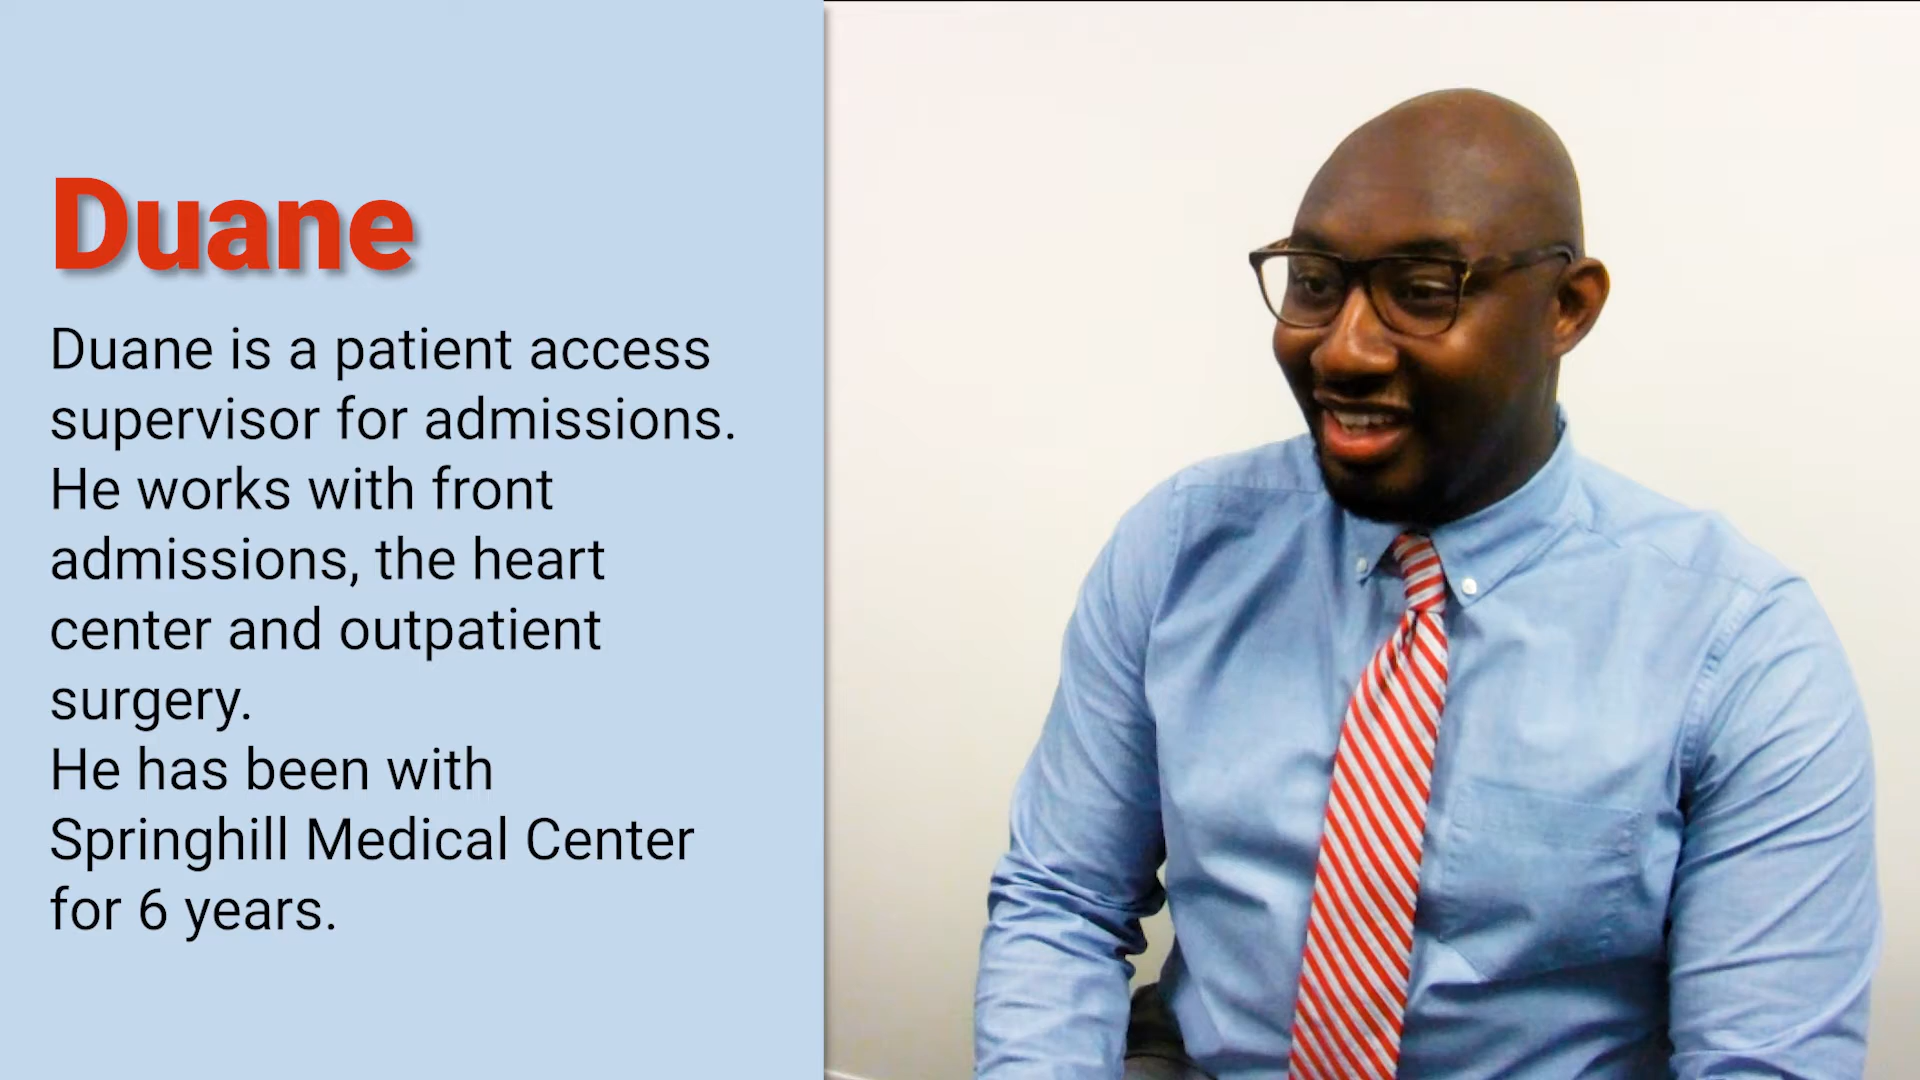 Duane
Duane is a patient access
supervisor for admissions.
He works with front
admissions, the heart
center and outpatient
surgery.
He has been with
Springhill Medical Center
for 6 years.